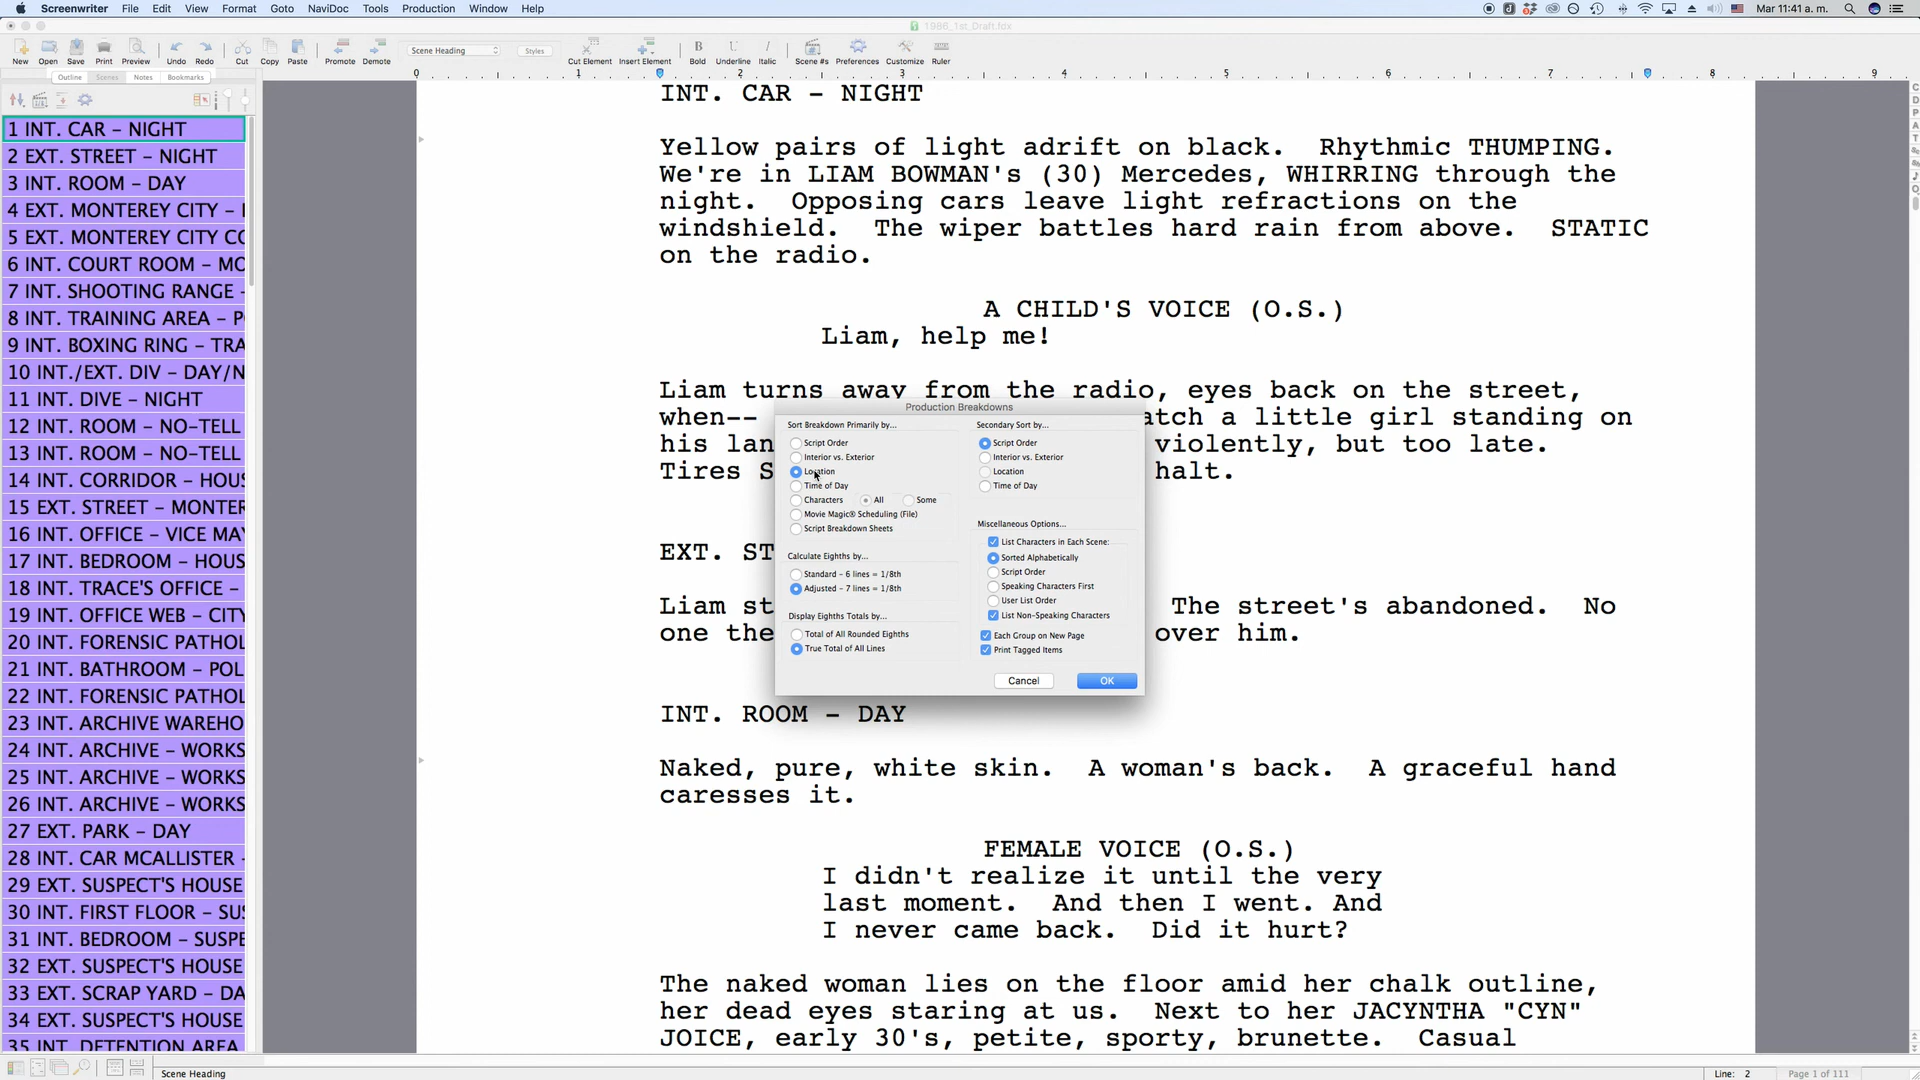 Screenwriter File Edit View Format Goto NaviDoc Tools Production Window Help
Mar 11:41 a. m.
1986_1st_Draft.fox
New Open Save Print Preview Undo Redo Cut Copy Paste Promote Demote Scene Heading Styles Cut Element Insert Element Bold Underline Italic Scene #s Preferences Customize Ruler
B U I
Outline Scenes Notes Bookmarks
0 1 2 3 4 5 6 7 8 9
1 INT. CAR – NIGHT
2 EXT. STREET – NIGHT
3 INT. ROOM – DAY
4 EXT. MONTEREY CITY –
5 EXT. MONTEREY CITY CO
6 INT. COURT ROOM – MO
7 INT. SHOOTING RANGE –
8 INT. TRAINING AREA – P
9 INT. BOXING RING – TRA
10 INT./EXT. DIV – DAY/N
11 INT. DIVE – NIGHT
12 INT. ROOM – NO-TELL
13 INT. ROOM – NO-TELL
14 INT. CORRIDOR – HOUS
15 EXT. STREET – MONTER
16 INT. OFFICE – VICE MA
17 INT. BEDROOM – HOUS
18 INT. TRACE'S OFFICE –
19 INT. OFFICE WEB – CITY
20 INT. FORENSIC PATHOL
21 INT. BATHROOM – POL
22 INT. FORENSIC PATHOL
23 INT. ARCHIVE WAREHO
24 INT. ARCHIVE – WORKS
25 INT. ARCHIVE – WORKS
26 INT. ARCHIVE – WORKS
27 EXT. PARK – DAY
28 INT. CAR MCALLISTER –
29 EXT. SUSPECT'S HOUSE
30 INT. FIRST FLOOR – SUS
31 INT. BEDROOM – SUSPE
32 EXT. SUSPECT'S HOUSE
33 EXT. SCRAP YARD – DA
34 EXT. SUSPECT'S HOUSE
35 INT. DETENTION AREA
INT. CAR – NIGHT
Yellow pairs of light adrift on black. Rhythmic THUMPING.
We're in LIAM BOWMAN's (30) Mercedes, WHIRRING through the
night. Opposing cars leave light refractions on the
windshield. The wiper battles hard rain from above. STATIC
on the radio.
A CHILD'S VOICE (O.S.)
Liam, help me!
Liam turns away from the radio, eyes back on the street,
when-- atch a little girl standing on
his lan violently, but too late.
Tires S halt.
EXT. ST
Liam st The street's abandoned. No
one the over him.
INT. ROOM – DAY
Naked, pure, white skin. A woman's back. A graceful hand
caresses it.
FEMALE VOICE (O.S.)
I didn't realize it until the very
last moment. And then I went. And
I never came back. Did it hurt?
The naked woman lies on the floor amid her chalk outline,
her dead eyes staring at us. Next to her JACYNTHA "CYN"
JOICE, early 30's, petite, sporty, brunette. Casual
Production Breakdowns
Sort Breakdown Primarily by...
Script Order
Interior vs. Exterior
Location
Time of Day
Characters All Some
Movie Magic® Scheduling (File)
Script Breakdown Sheets
Calculate Eighths by...
Standard – 6 lines = 1/8th
Adjusted – 7 lines = 1/8th
Display Eighths Totals by...
Total of All Rounded Eighths
True Total of All Lines
Secondary Sort by...
Script Order
Interior vs. Exterior
Location
Time of Day
Miscellaneous Options...
List Characters in Each Scene:
Sorted Alphabetically
Script Order
Speaking Characters First
User List Order
List Non-Speaking Characters
Each Group on New Page
Print Tagged Items
Cancel OK
Scene Heading
Line: 2 Page 1 of 111